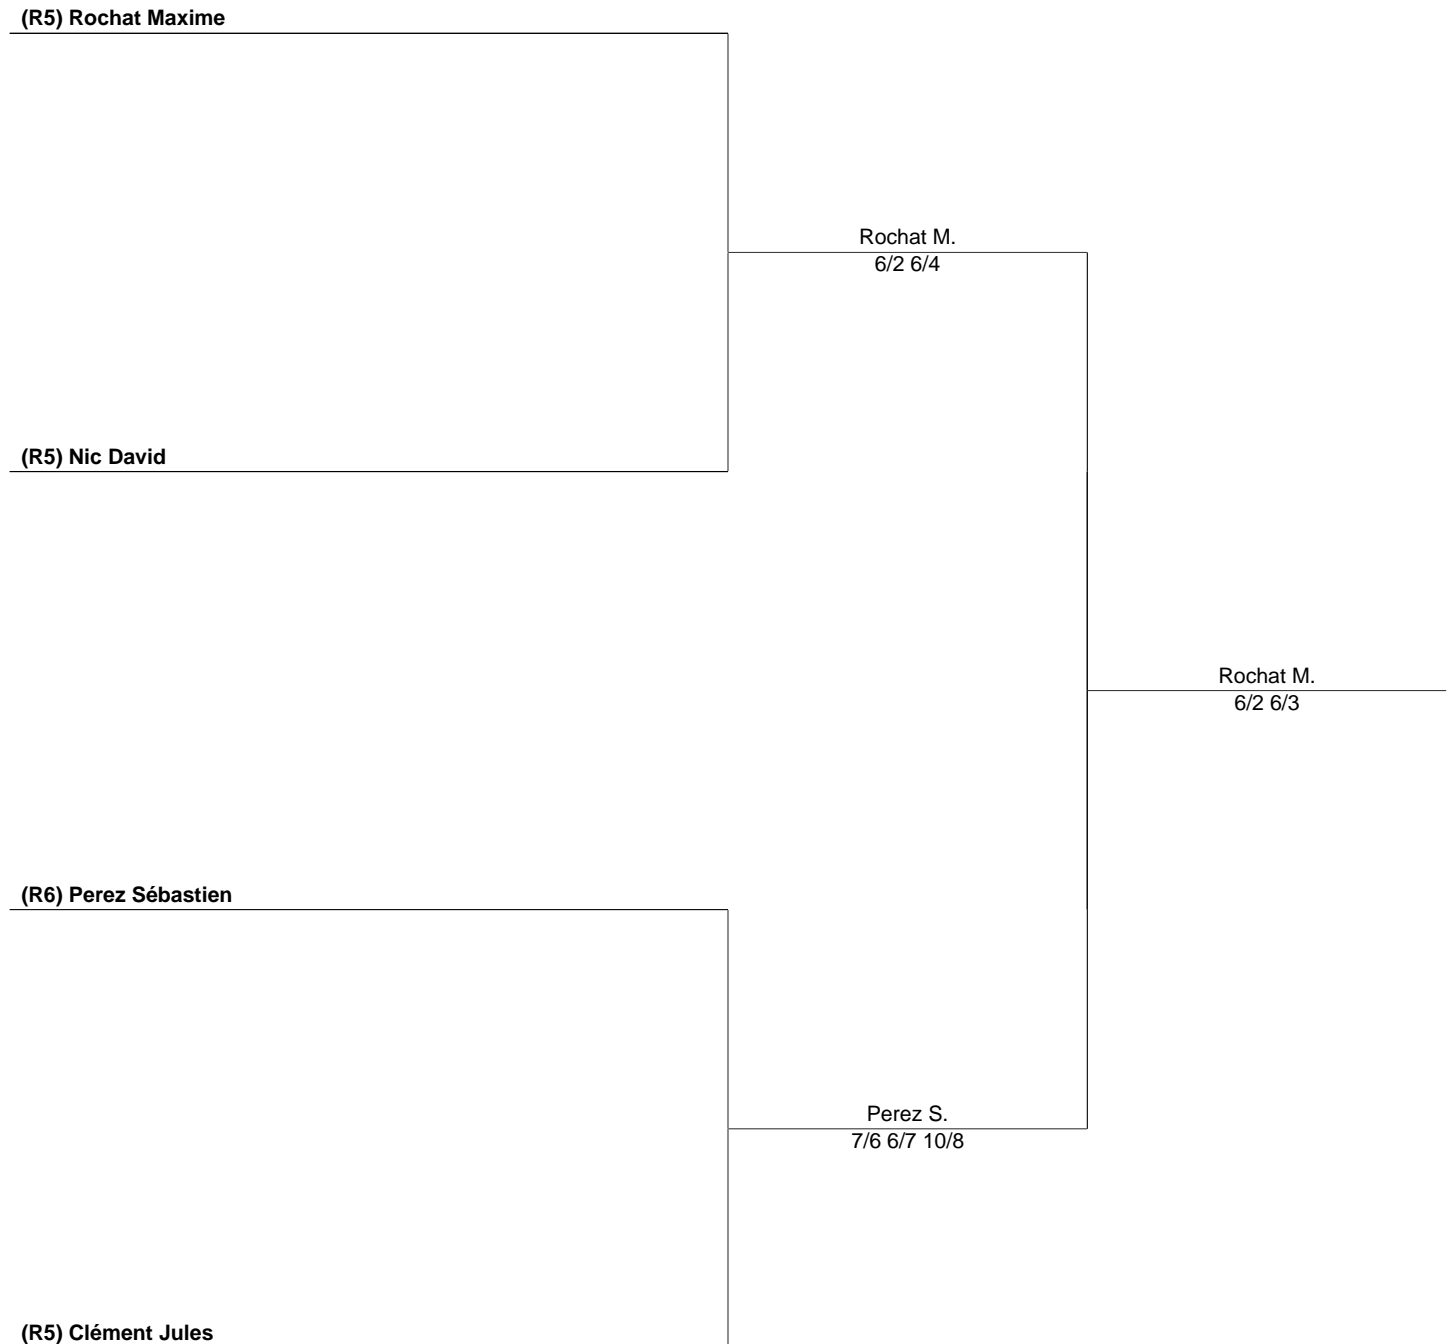 (R5) Rochat Maxime
Rochat M.
6/2 6/4
(R5) Nic David
Rochat M.
6/2 6/3
(R6) Perez Sébastien
Perez S.
7/6 6/7 10/8
(R5) Clément Jules